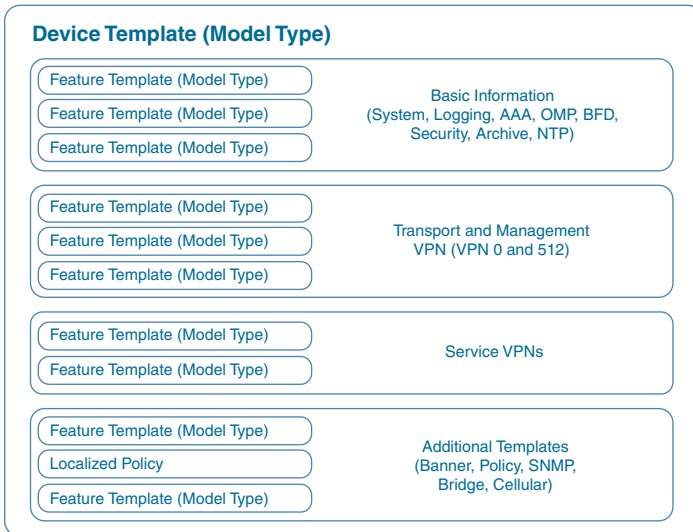 Device Template (Model Type)
Feature Template (Model Type)
Feature Template (Model Type)
Feature Template (Model Type)
Basic Information
(System, Logging, AAA, OMP, BFD,
Security, Archive, NTP)
Feature Template (Model Type)
Feature Template (Model Type)
Feature Template (Model Type)
Transport and Management
VPN (VPN 0 and 512)
Feature Template (Model Type)
Feature Template (Model Type)
Service VPNs
Feature Template (Model Type)
Localized Policy
Feature Template (Model Type)
Additional Templates
(Banner, Policy, SNMP,
Bridge, Cellular)